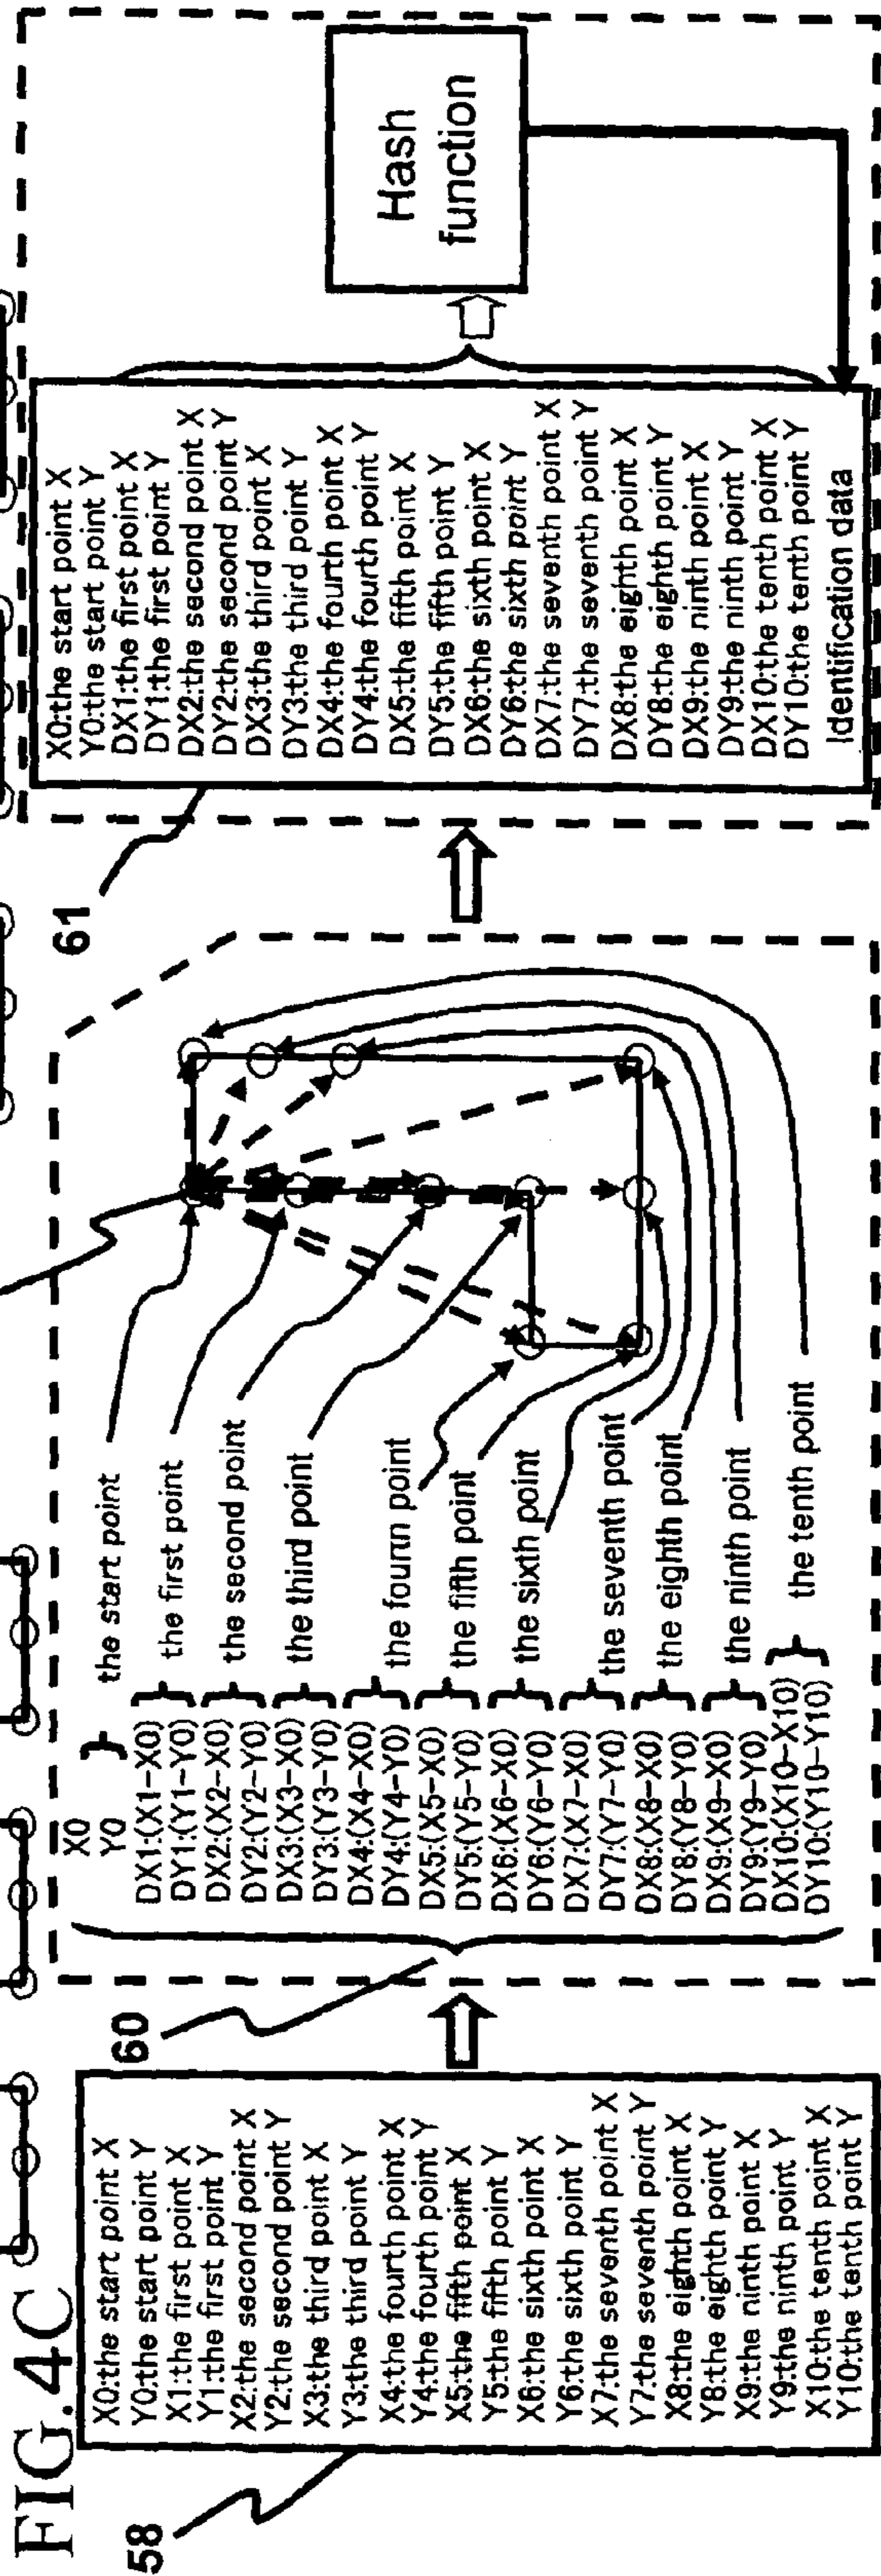 FIG.4C
58
X0:the start point X
Y0:the start point Y
X1:the first point X
Y1:the first point Y
X2:the second point X
Y2:the second point Y
X3:the third point X
Y3:the third point Y
X4:the fourth point X
Y4:the fourth point Y
X5:the fifth point X
Y5:the fifth point Y
X6:the sixth point X
Y6:the sixth point Y
X7:the seventh point X
Y7:the seventh point Y
X8:the eighth point X
Y8:the eighth point Y
X9:the ninth point X
Y9:the ninth point Y
X10:the tenth point X
Y10:the tenth point Y
60
X0
Y0
DX1:(X1-X0)
DY1:(Y1-Y0)
DX2:(X2-X0)
DY2:(Y2-Y0)
DX3:(X3-X0)
DY3:(Y3-Y0)
DX4:(X4-X0)
DY4:(Y4-Y0)
DX5:(X5-X0)
DY5:(Y5-Y0)
DX6:(X6-X0)
DY6:(Y6-Y0)
DX7:(X7-X0)
DY7:(Y7-Y0)
DX8:(X8-X0)
DY8:(Y8-Y0)
DX9:(X9-X0)
DY9:(Y9-Y0)
DX10:(X10-X10)
DY10:(Y10-Y10)
the start point
the first point
the second point
the third point
the fourth point
the fifth point
the sixth point
the seventh point
the eighth point
the ninth point
the tenth point
61
X0:the start point X
Y0:the start point Y
DX1:the first point X
DY1:the first point Y
DX2:the second point X
DY2:the second point Y
DX3:the third point X
DY3:the third point Y
DX4:the fourth point X
DY4:the fourth point Y
DX5:the fifth point X
DY5:the fifth point Y
DX6:the sixth point X
DY6:the sixth point Y
DX7:the seventh point X
DY7:the seventh point Y
DX8:the eighth point X
DY8:the eighth point Y
DX9:the ninth point X
DY9:the ninth point Y
DX10:the tenth point X
DY10:the tenth point Y
Identification data
Hash
function